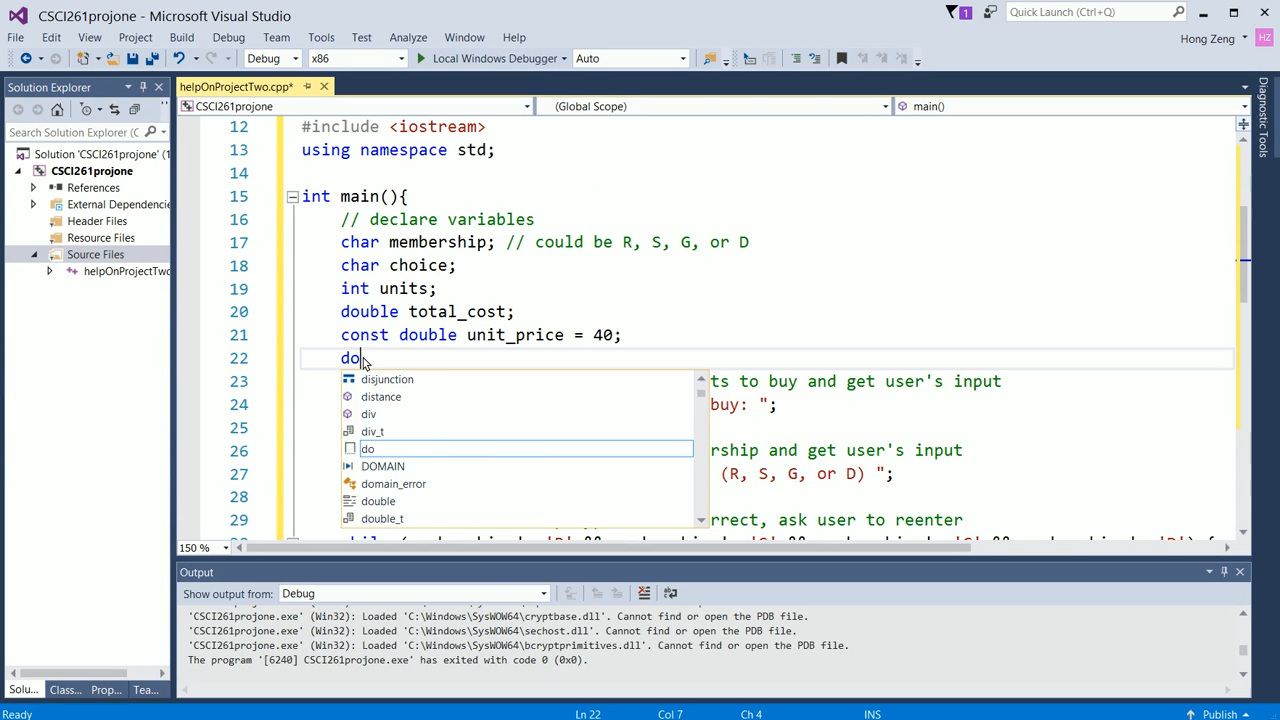 CSCI261projone - Microsoft Visual Studio
1
Quick Launch (Ctrl+Q)
File Edit View Project Build Debug Team Tools Test Analyze Window Help
Hong Zeng HZ
Debug x86 Local Windows Debugger Auto
Solution Explorer
Search Solution Explorer (C
Solution 'CSCI261projone' (1
CSCI261projone
References
External Dependencie
Header Files
Resource Files
Source Files
helpOnProjectTwo
Solu... Class... Prop... Tea...
helpOnProjectTwo.cpp*
CSCI261projone (Global Scope) main()
12 #include <iostream>
13 using namespace std;
14
15 int main(){
16 // declare variables
17 char membership; // could be R, S, G, or D
18 char choice;
19 int units;
20 double total_cost;
21 const double unit_price = 40;
22 do
23 ts to buy and get user's input
24 buy: ";
25
26 rship and get user's input
27 (R, S, G, or D) ";
28
29 rrect, ask user to reenter
disjunction
distance
div
div_t
do
DOMAIN
domain_error
double
double_t
150 %
Diagnostic Tools
Output
Show output from: Debug
'CSCI261projone.exe' (Win32): Loaded 'C:\Windows\SysWOW64\cryptbase.dll'. Cannot find or open the PDB file.
'CSCI261projone.exe' (Win32): Loaded 'C:\Windows\SysWOW64\sechost.dll'. Cannot find or open the PDB file.
'CSCI261projone.exe' (Win32): Loaded 'C:\Windows\SysWOW64\bcryptprimitives.dll'. Cannot find or open the PDB file.
The program '[6240] CSCI261projone.exe' has exited with code 0 (0x0).
Ready Ln 22 Col 7 Ch 4 INS Publish